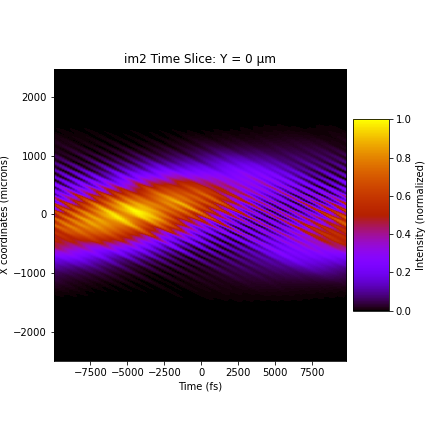 im2 Time Slice: Y = 0 μm
X coordinates (microns)
2000
1000
0
−1000
−2000
−7500 −5000 −2500 0 2500 5000 7500
Time (fs)
1.0
0.8
0.6
0.4
0.2
0.0
Intensity (normalized)